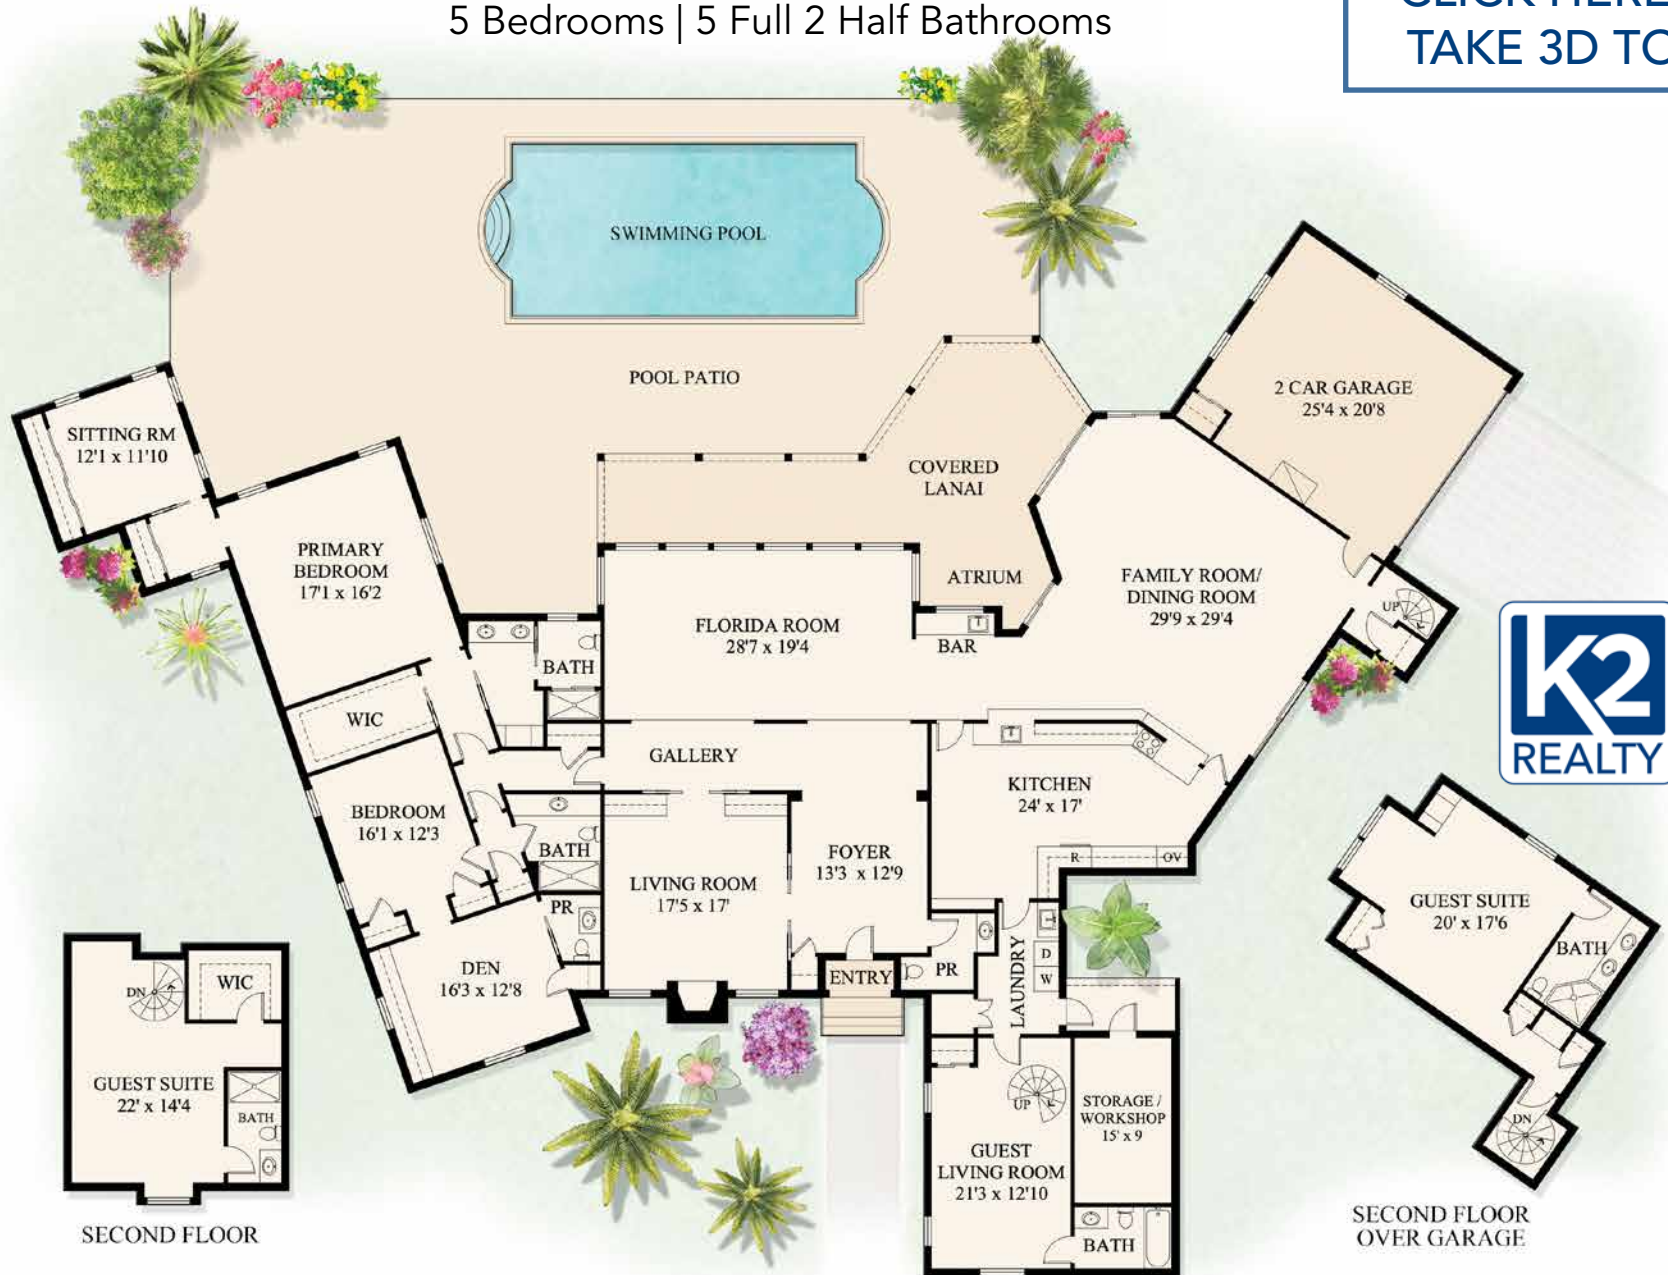 5 Bedrooms | 5 Full 2 Half Bathrooms
CLICK HERE
TAKE 3D TO
SWIMMING POOL
POOL PATIO
2 CAR GARAGE
25'4 x 20'8
SITTING RM
12'1 x 11'10
COVERED
LANAI
PRIMARY
BEDROOM
17'1 x 16'2
ATRIUM
FAMILY ROOM/
DINING ROOM
29'9 x 29'4
UP
FLORIDA ROOM
28'7 x 19'4
BAR
BATH
WIC
GALLERY
KITCHEN
24' x 17'
K2
REALTY
BEDROOM
16'1 x 12'3
BATH
FOYER
13'3 x 12'9
R
OV
LIVING ROOM
17'5 x 17'
PR
GUEST SUITE
20' x 17'6
BATH
DEN
16'3 x 12'8
ENTRY
PR
LAUNDRY
D
W
DN
WIC
GUEST SUITE
22' x 14'4
BATH
UP
STORAGE /
WORKSHOP
15' x 9
GUEST
LIVING ROOM
21'3 x 12'10
BATH
DN
SECOND FLOOR
SECOND FLOOR
OVER GARAGE